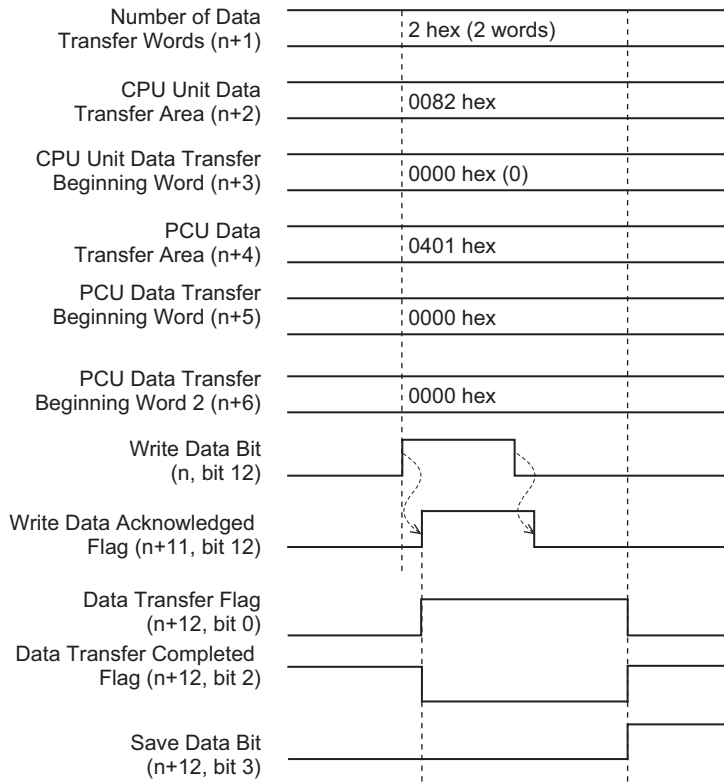 Number of Data
Transfer Words (n+1)
2 hex (2 words)
CPU Unit Data
Transfer Area (n+2)
0082 hex
CPU Unit Data Transfer
Beginning Word (n+3)
0000 hex (0)
PCU Data
Transfer Area (n+4)
0401 hex
PCU Data Transfer
Beginning Word (n+5)
0000 hex
PCU Data Transfer
Beginning Word 2 (n+6)
0000 hex
Write Data Bit
(n, bit 12)
Write Data Acknowledged
Flag (n+11, bit 12)
Data Transfer Flag
(n+12, bit 0)
Data Transfer Completed
Flag (n+12, bit 2)
Save Data Bit
(n+12, bit 3)